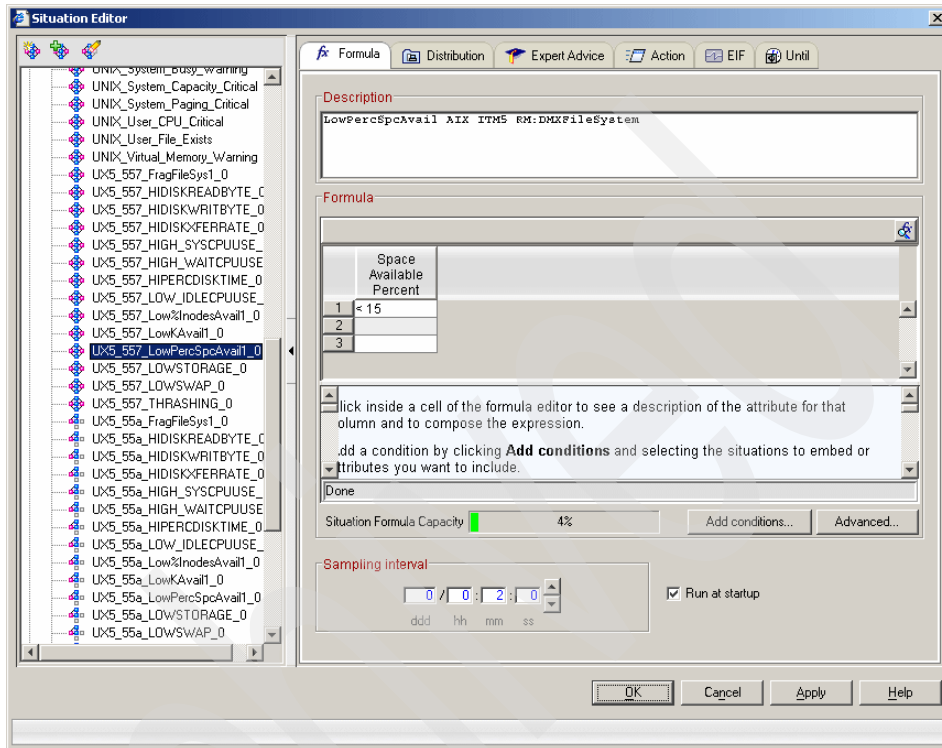 Situation Editor
UNIX_System_Busy_Warning
UNIX_System_Capacity_Critical
UNIX_System_Paging_Critical
UNIX_User_CPU_Critical
UNIX_User_File_Exists
UNIX_Virtual_Memory_Warning
UX5_557_FragFileSys1_0
UX5_557_HIDISKREADBYTE_0
UX5_557_HIDISKWRITBYTE_0
UX5_557_HIDISKXFERRATE_0
UX5_557_HIGH_SYSCPUUSE_
UX5_557_HIGH_WAITCPUUSE
UX5_557_HIPERCDISKTIME_0
UX5_557_LOW_IDLECPUUSE_
UX5_557_Low%InodesAvail1_0
UX5_557_LowKAvail1_0
UX5_557_LowPercSpcAvail1_0
UX5_557_LOWSTORAGE_0
UX5_557_LOWSWAP_0
UX5_557_THRASHING_0
UX5_55a_FragFileSys1_0
UX5_55a_HIDISKREADBYTE_0
UX5_55a_HIDISKWRITBYTE_0
UX5_55a_HIDISKXFERRATE_0
UX5_55a_HIGH_SYSCPUUSE_
UX5_55a_HIGH_WAITCPUUSE
UX5_55a_HIPERCDISKTIME_0
UX5_55a_LOW_IDLECPUUSE_
UX5_55a_Low%InodesAvail1_0
UX5_55a_LowKAvail1_0
UX5_55a_LowPercSpcAvail1_0
UX5_55a_LOWSTORAGE_0
UX5_55a_LOWSWAP_0
fx Formula Distribution Expert Advice Action EIF Until
Description
LowPercSpcAvail AIX ITM5 RM:DMXFileSystem
Formula
Space
Available
Percent
1 < 15
2
3
lick inside a cell of the formula editor to see a description of the attribute for that
olumn and to compose the expression.
dd a condition by clicking Add conditions and selecting the situations to embed or
ttributes you want to include.
Done
Situation Formula Capacity 4% Add conditions... Advanced...
Sampling interval
0 / 0 : 2 : 0
ddd hh mm ss
Run at startup
OK Cancel Apply Help